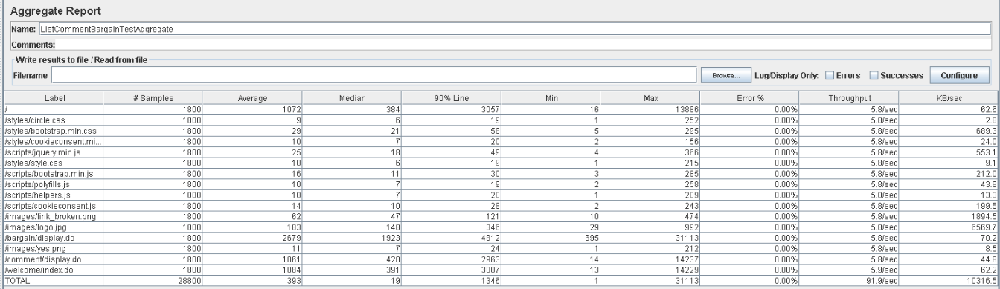 Aggregate Report
Name: ListCommentBargainTestAggregate
Comments:
Write results to file / Read from file
Filename Browse... Log/Display Only: Errors Successes Configure
Label # Samples Average Median 90% Line Min Max Error % Throughput KB/sec
/ 1800 1072 384 3057 16 13886 0.00% 5.8/sec 62.6
/styles/circle.css 1800 9 6 19 1 252 0.00% 5.8/sec 2.8
/styles/bootstrap.min.css 1800 29 21 58 5 295 0.00% 5.8/sec 689.3
/styles/cookieconsent.mi... 1800 10 7 20 2 156 0.00% 5.8/sec 24.0
/scripts/jquery.min.js 1800 25 18 49 4 366 0.00% 5.8/sec 553.1
/styles/style.css 1800 10 6 19 1 215 0.00% 5.8/sec 9.1
/scripts/bootstrap.min.js 1800 16 11 30 3 285 0.00% 5.8/sec 212.0
/scripts/polyfills.js 1800 10 7 19 2 258 0.00% 5.8/sec 43.8
/scripts/helpers.js 1800 10 7 20 1 209 0.00% 5.8/sec 13.3
/scripts/cookieconsent.js 1800 14 10 28 2 243 0.00% 5.8/sec 199.5
/images/link_broken.png 1800 62 47 121 10 474 0.00% 5.8/sec 1894.5
/images/logo.jpg 1800 183 148 346 29 992 0.00% 5.8/sec 6569.7
/bargain/display.do 1800 2679 1923 4812 695 31113 0.00% 5.8/sec 70.2
/images/yes.png 1800 11 7 24 1 212 0.00% 5.8/sec 8.5
/comment/display.do 1800 1061 420 2963 14 14237 0.00% 5.8/sec 44.8
/welcome/index.do 1800 1084 391 3007 13 14229 0.00% 5.9/sec 62.2
TOTAL 28800 393 19 1346 1 31113 0.00% 91.9/sec 10316.5